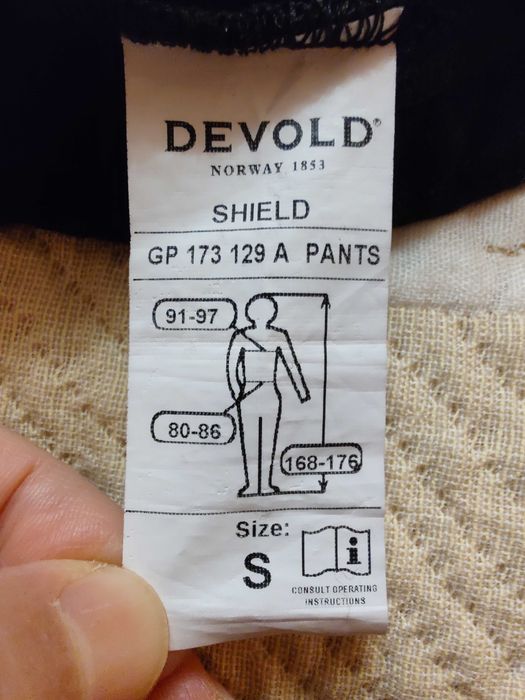 DEVOLD®
NORWAY 1853
SHIELD
GP 173 129 A PANTS
91-97
80-86
168-176
Size:
S
i
CONSULT OPERATING
INSTRUCTIONS